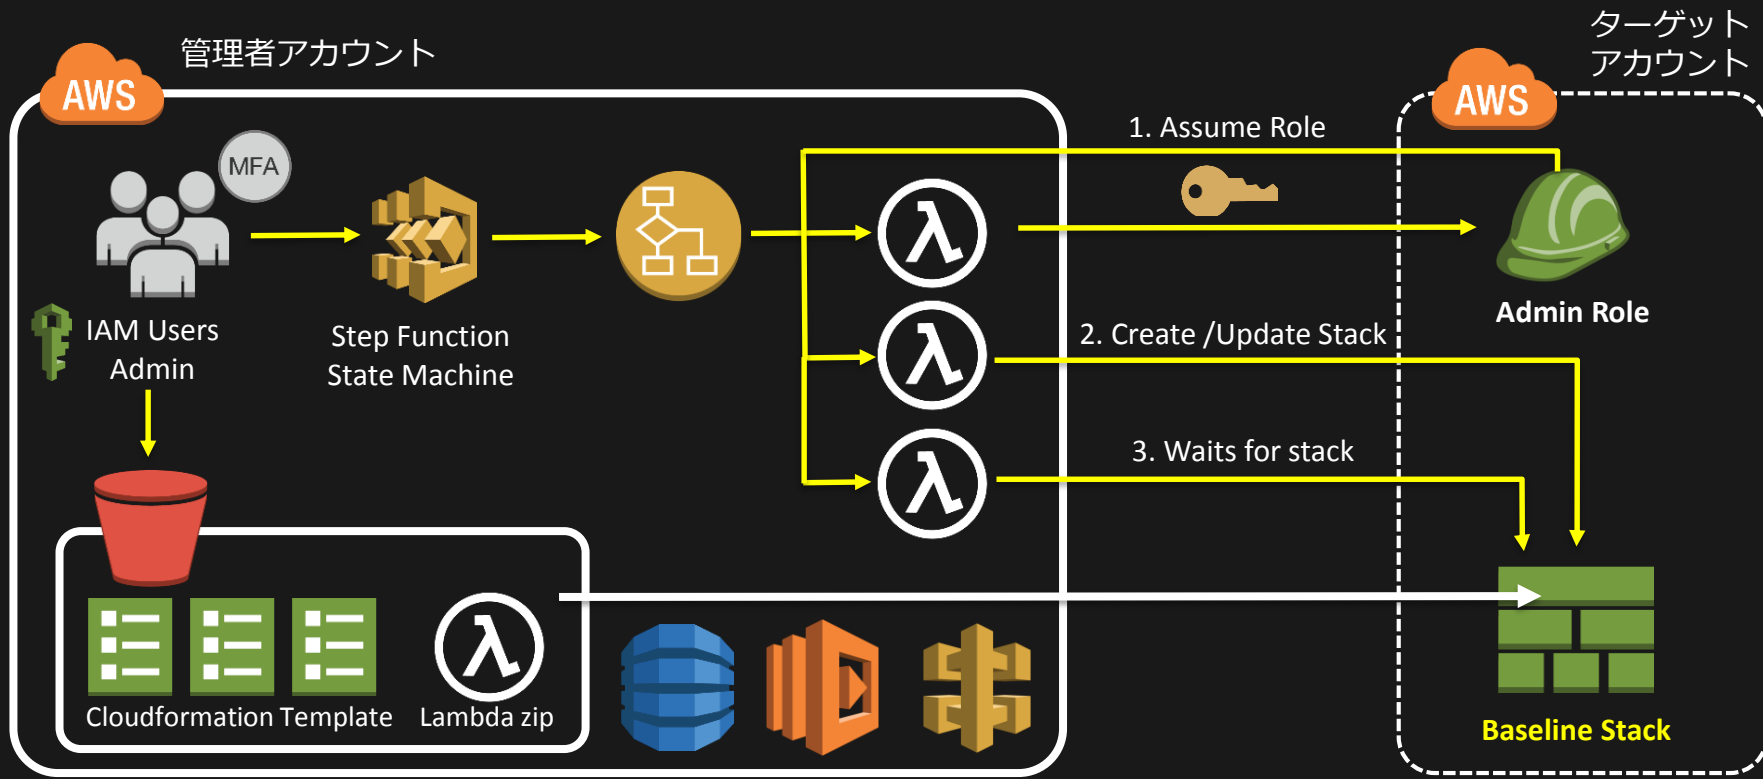 管理者アカウント
ターゲット
アカウント
AWS
AWS
MFA
1. Assume Role
IAM Users
Admin
Step Function
State Machine
Admin Role
2. Create /Update Stack
3. Waits for stack
Cloudformation Template
Lambda zip
Baseline Stack